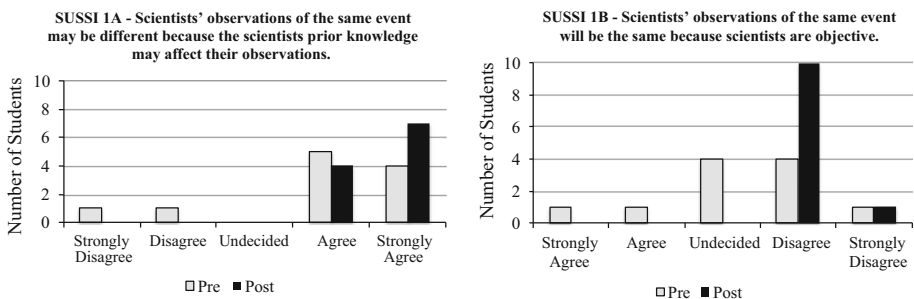 SUSSI 1A - Scientists' observations of the same event
may be different because the scientists prior knowledge
may affect their observations.
Number of Students
10
8
6
4
2
0
Strongly
Disagree
Disagree
Undecided
Agree
Strongly
Agree
Pre
Post
SUSSI 1B - Scientists' observations of the same event
will be the same because scientists are objective.
Number of Students
10
8
6
4
2
0
Strongly
Agree
Agree
Undecided
Disagree
Strongly
Disagree
Pre
Post